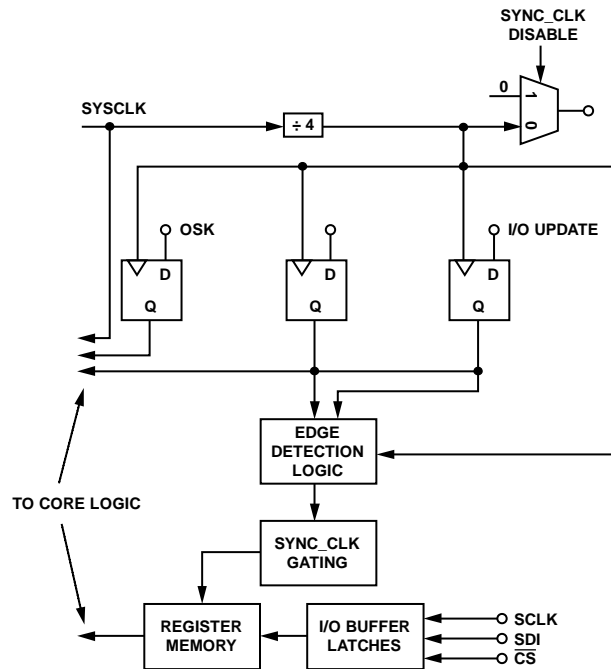 SYNC_CLK
DISABLE
0
1
0
SYSCLK
÷ 4
OSK
I/O UPDATE
D
D
D
Q
Q
Q
EDGE
DETECTION
LOGIC
TO CORE LOGIC
SYNC_CLK
GATING
REGISTER
MEMORY
I/O BUFFER
LATCHES
SCLK
SDI
C̅S̅